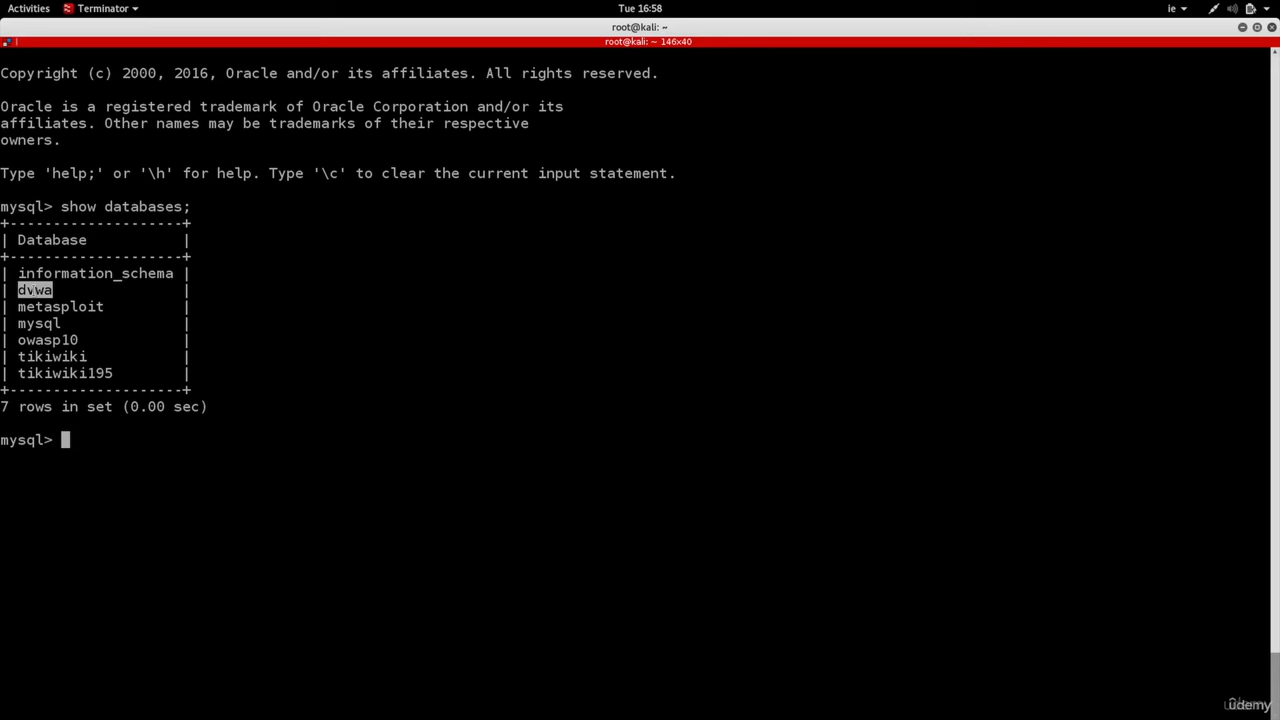 Activities Terminator Tue 16:58 ie
root@kali: ~
root@kali: ~ 146x40
Copyright (c) 2000, 2016, Oracle and/or its affiliates. All rights reserved.
Oracle is a registered trademark of Oracle Corporation and/or its
affiliates. Other names may be trademarks of their respective
owners.
Type 'help;' or '\h' for help. Type '\c' to clear the current input statement.
mysql> show databases;
+--------------------+
| Database           |
+--------------------+
| information_schema |
| dvwa               |
| metasploit         |
| mysql              |
| owasp10            |
| tikiwiki           |
| tikiwiki195        |
+--------------------+
7 rows in set (0.00 sec)
mysql>
udemy